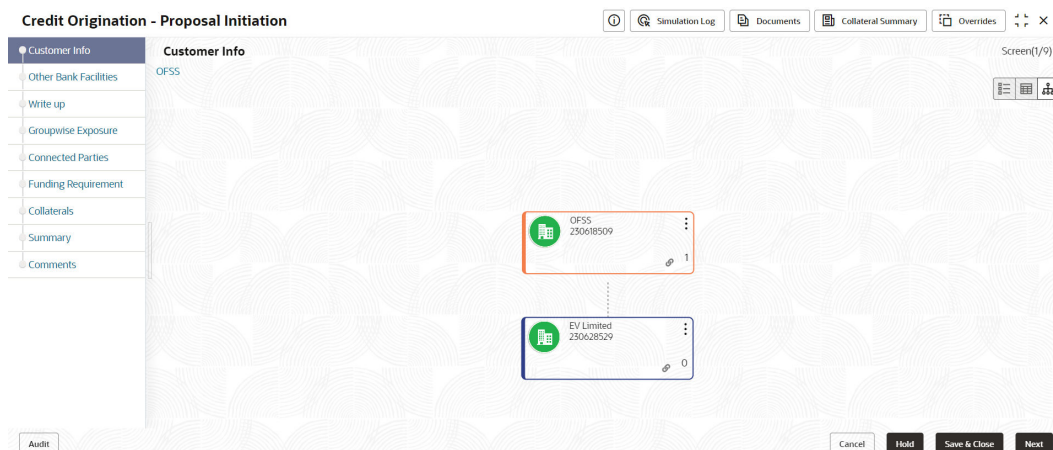 Credit Origination - Proposal Initiation
Simulation Log
Documents
Collateral Summary
Overrides
Customer Info
Other Bank Facilities
Write up
Groupwise Exposure
Connected Parties
Funding Requirement
Collaterals
Summary
Comments
Customer Info
Screen(1/9)
OFSS
OFSS
230618509
1
EV Limited
230628529
0
Audit
Cancel
Hold
Save & Close
Next